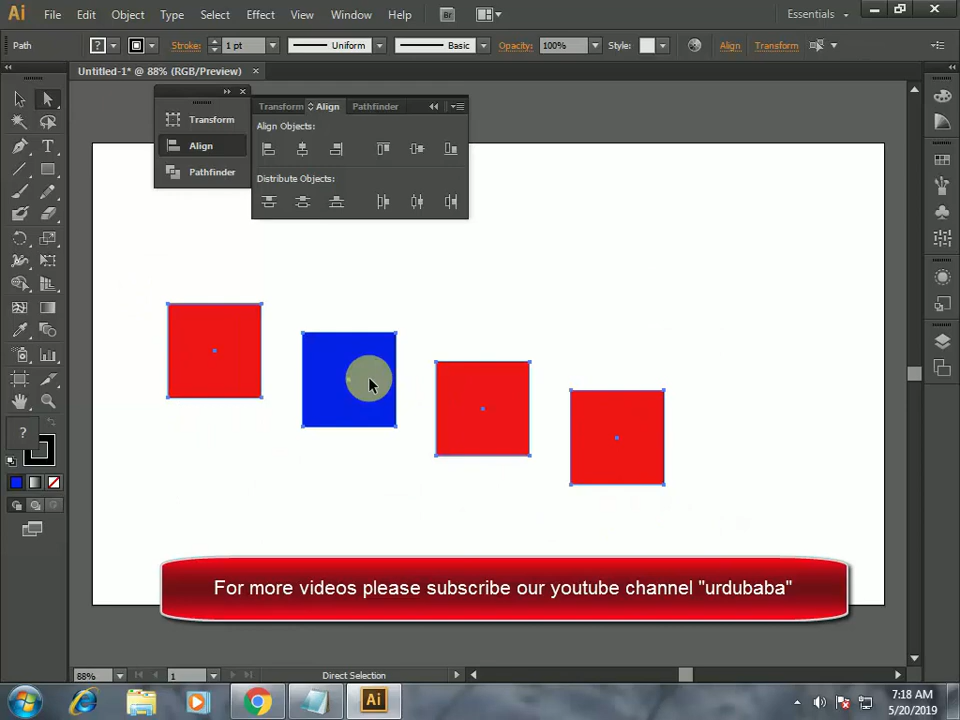 Ai File Edit Object Type Select Effect View Window Help Br Essentials
Path ? Stroke: 1 pt Uniform Basic Opacity: 100% Style: Align Transform
Untitled-1* @ 88% (RGB/Preview)
Transform Align Pathfinder
Transform
Align
Pathfinder
Align Objects:
Distribute Objects:
?
For more videos please subscribe our youtube channel "urdubaba"
88% 1 Direct Selection
Ai
7:18 AM
5/20/2019